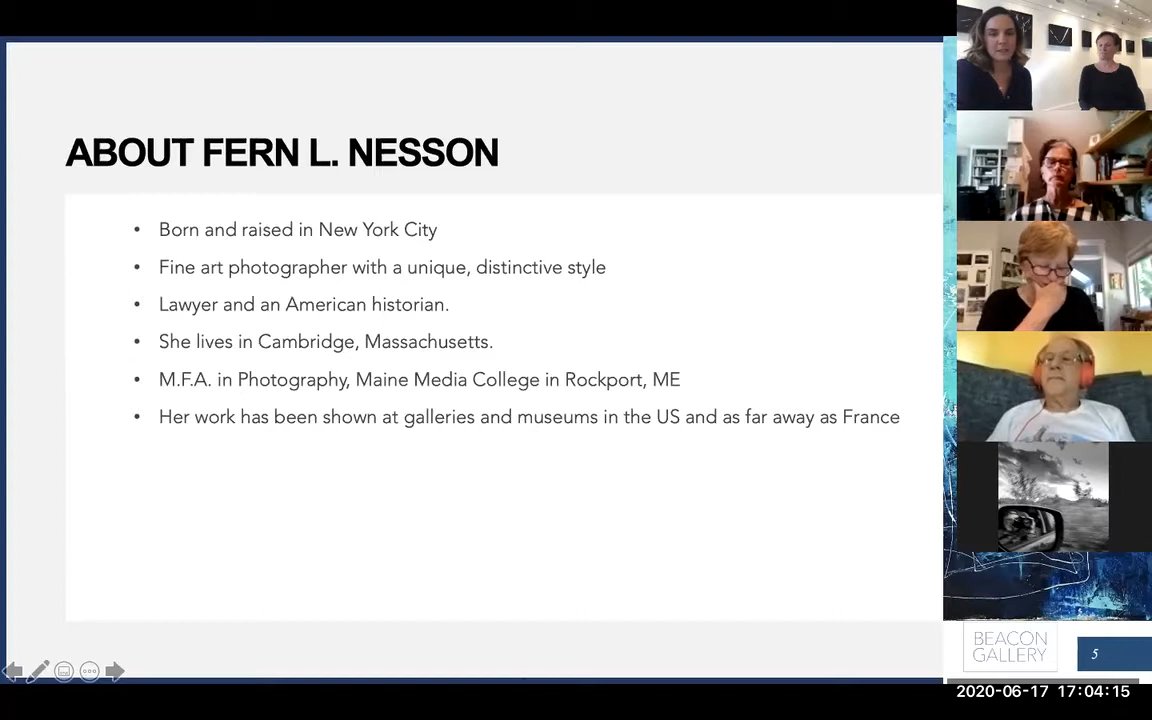 ABOUT FERN L. NESSON
• Born and raised in New York City
• Fine art photographer with a unique, distinctive style
• Lawyer and an American historian.
• She lives in Cambridge, Massachusetts.
• M.F.A. in Photography, Maine Media College in Rockport, ME
• Her work has been shown at galleries and museums in the US and as far away as France
BEACON
GALLERY
5
2020-06-17 17:04:15